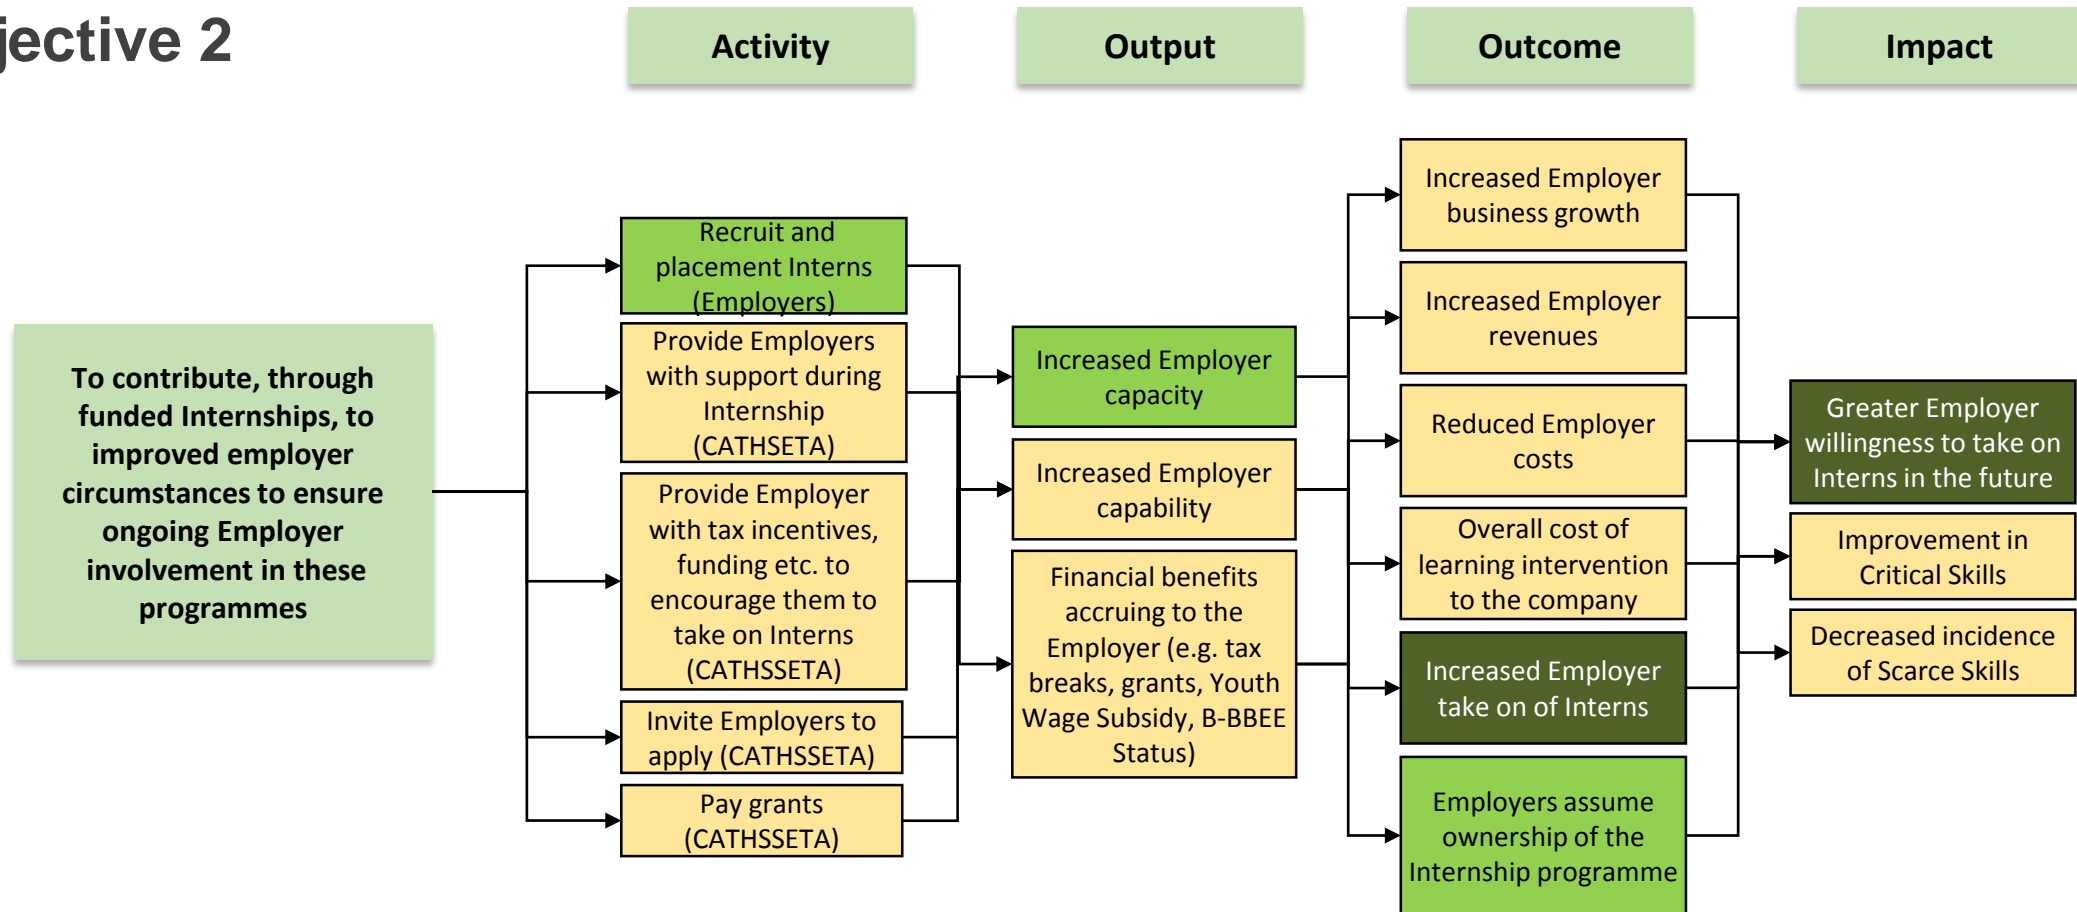 jective 2
Activity
Output
Outcome
Impact
To contribute, through
funded Internships, to
improved employer
circumstances to ensure
ongoing Employer
involvement in these
programmes
Recruit and
placement Interns
(Employers)
Provide Employers
with support during
Internship
(CATHSETA)
Provide Employer
with tax incentives,
funding etc. to
encourage them to
take on Interns
(CATHSSETA)
Invite Employers to
apply (CATHSSETA)
Pay grants
(CATHSSETA)
Increased Employer
capacity
Increased Employer
capability
Financial benefits
accruing to the
Employer (e.g. tax
breaks, grants, Youth
Wage Subsidy, B-BBEE
Status)
Increased Employer
business growth
Increased Employer
revenues
Reduced Employer
costs
Overall cost of
learning intervention
to the company
Increased Employer
take on of Interns
Employers assume
ownership of the
Internship programme
Greater Employer
willingness to take on
Interns in the future
Improvement in
Critical Skills
Decreased incidence
of Scarce Skills